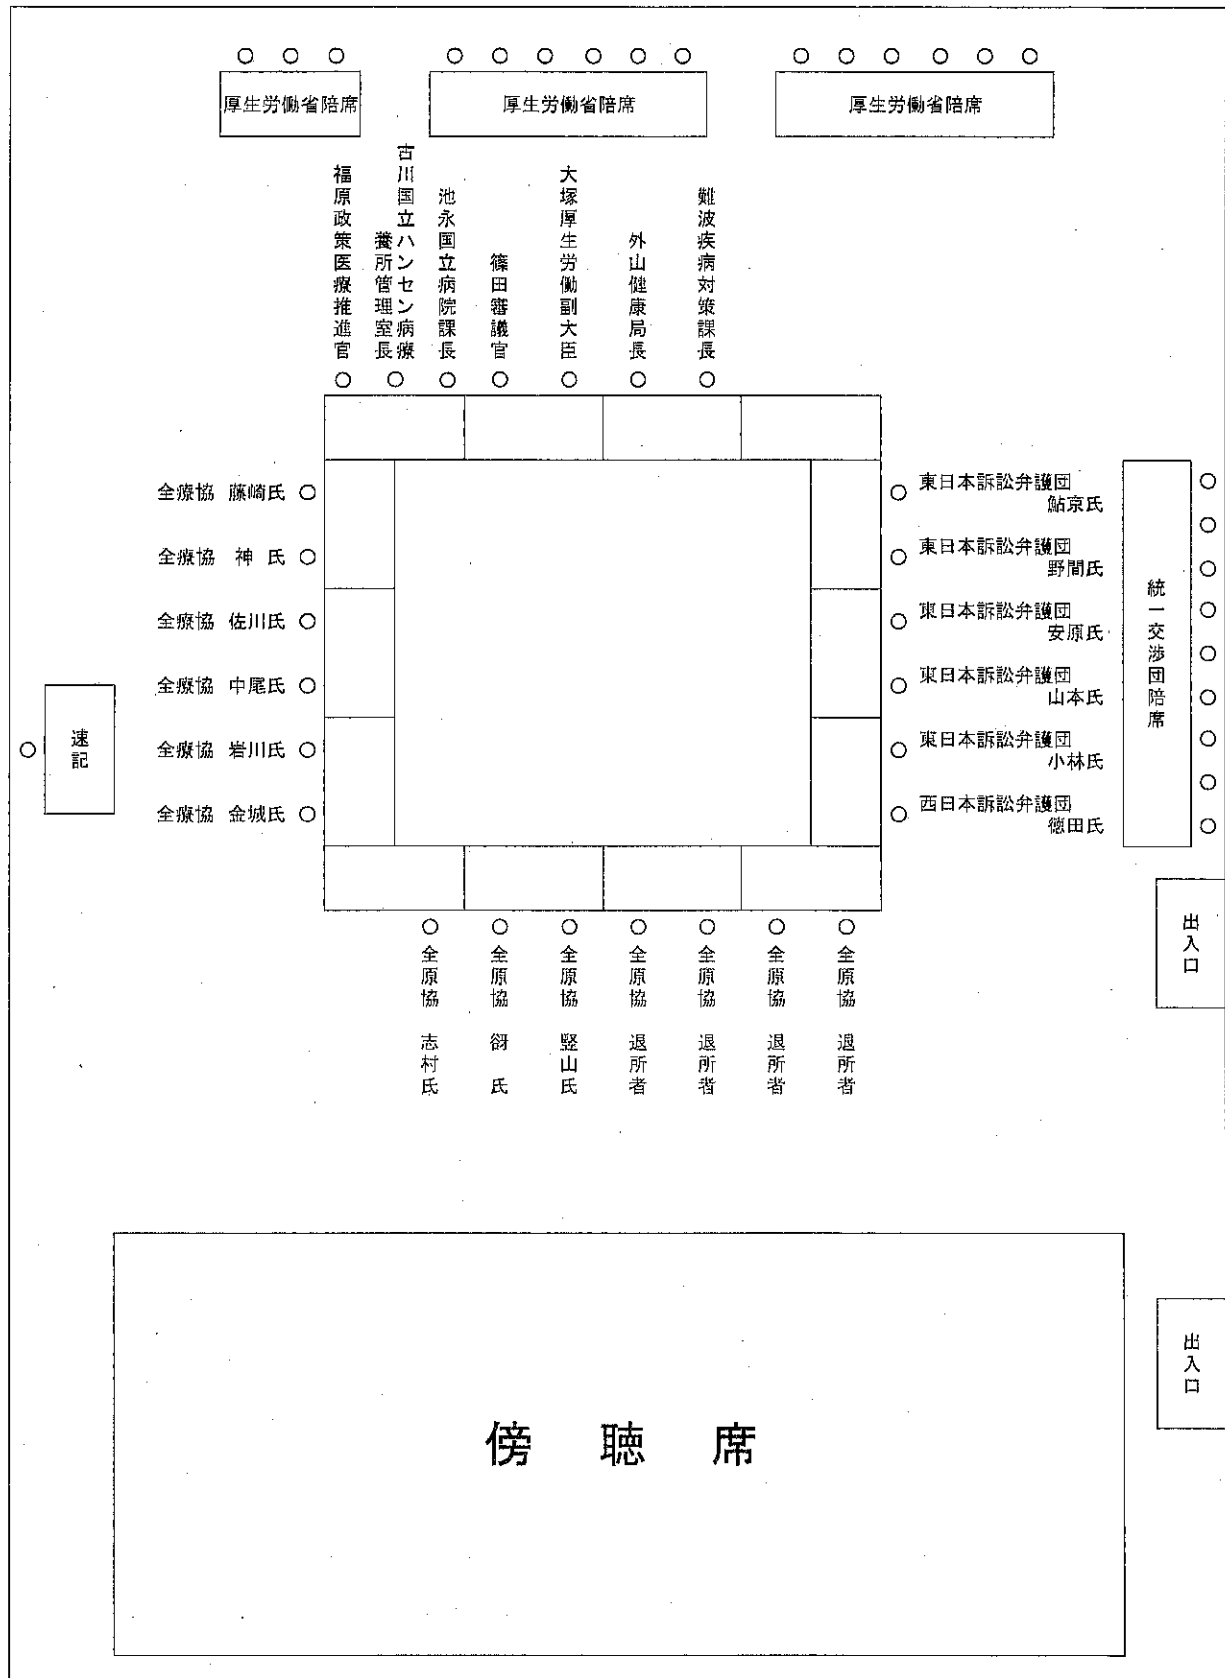 厚生労働省陪席
厚生労働省陪席
厚生労働省陪席
福原政策医療推進官
古川国立ハンセン病療
養所管理室長
池永国立病院課長
篠田審議官
大塚厚生労働副大臣
外山健康局長
難波疾病対策課長
全療協 藤崎氏
全療協 神 氏
全療協 佐川氏
全療協 中尾氏
全療協 岩川氏
全療協 金城氏
速記
東日本訴訟弁護団
鮎京氏
東日本訴訟弁護団
野間氏
東日本訴訟弁護団
安原氏
東日本訴訟弁護団
山本氏
東日本訴訟弁護団
小林氏
西日本訴訟弁護団
徳田氏
統一交渉団陪席
出入口
全原協 志村氏
全原協 谺 氏
全原協 竪山氏
全原協 退所者
全原協 退所者
全原協 退所者
全原協 退所者
傍聴席
出入口